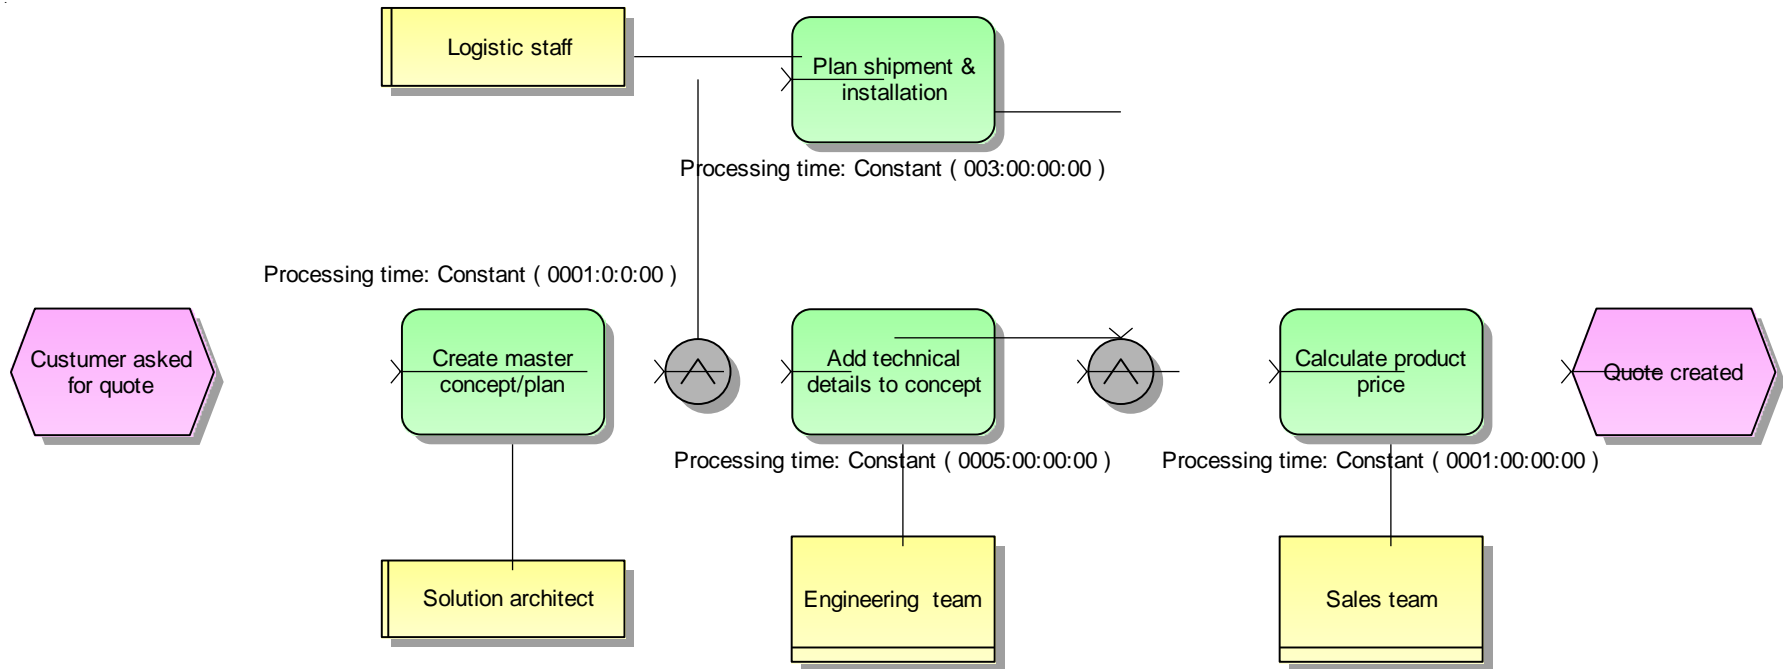 Logistic staff
Plan shipment &
installation
Processing time: Constant ( 003:00:00:00 )
Processing time: Constant ( 0001:0:0:00 )
Custumer asked
for quote
Create master
concept/plan
Add technical
details to concept
Calculate product
price
Quote created
Processing time: Constant ( 0005:00:00:00 )
Processing time: Constant ( 0001:00:00:00 )
Solution architect
Engineering  team
Sales team